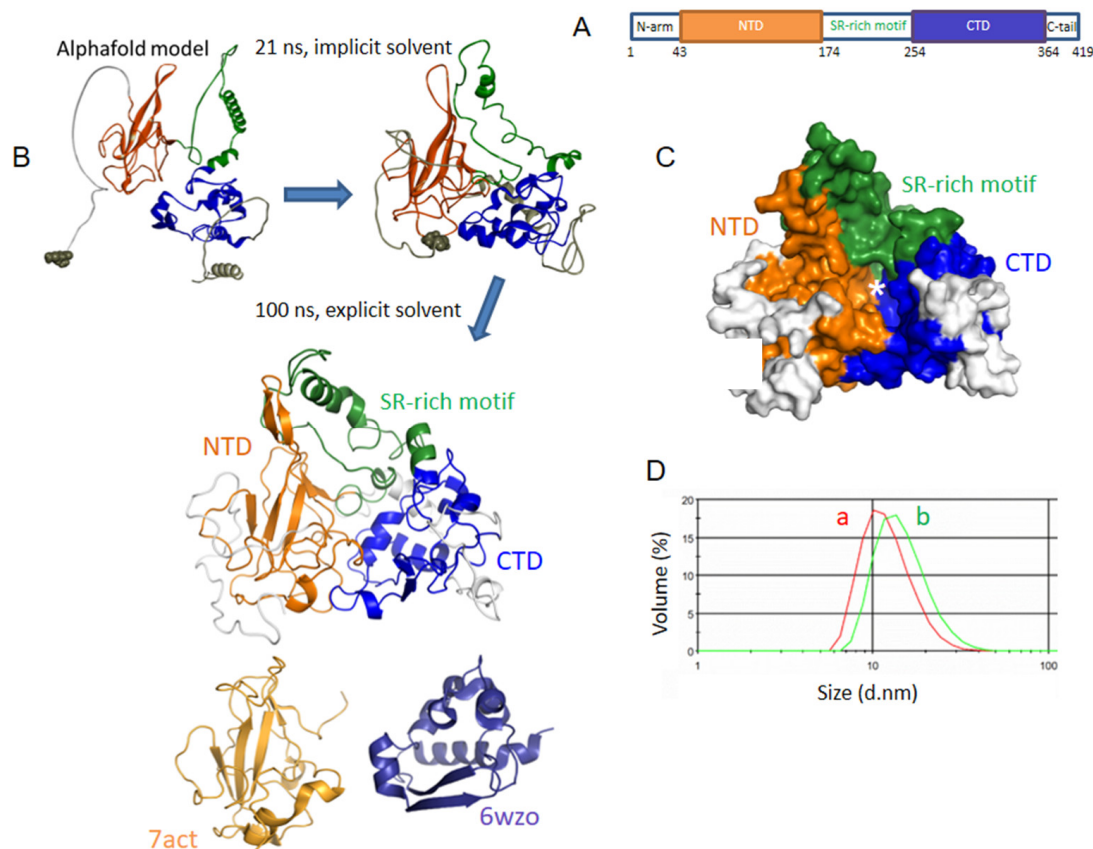 A
N-arm NTD SR-rich motif CTD C-tail
1 43 174 254 364 419
B
Alphafold model
21 ns, implicit solvent
100 ns, explicit solvent
SR-rich motif
NTD
CTD
7act
6wzo
C
SR-rich motif
NTD
CTD
*
D
a b
Volume (%)
20
15
10
5
0
1 10 100
Size (d.nm)